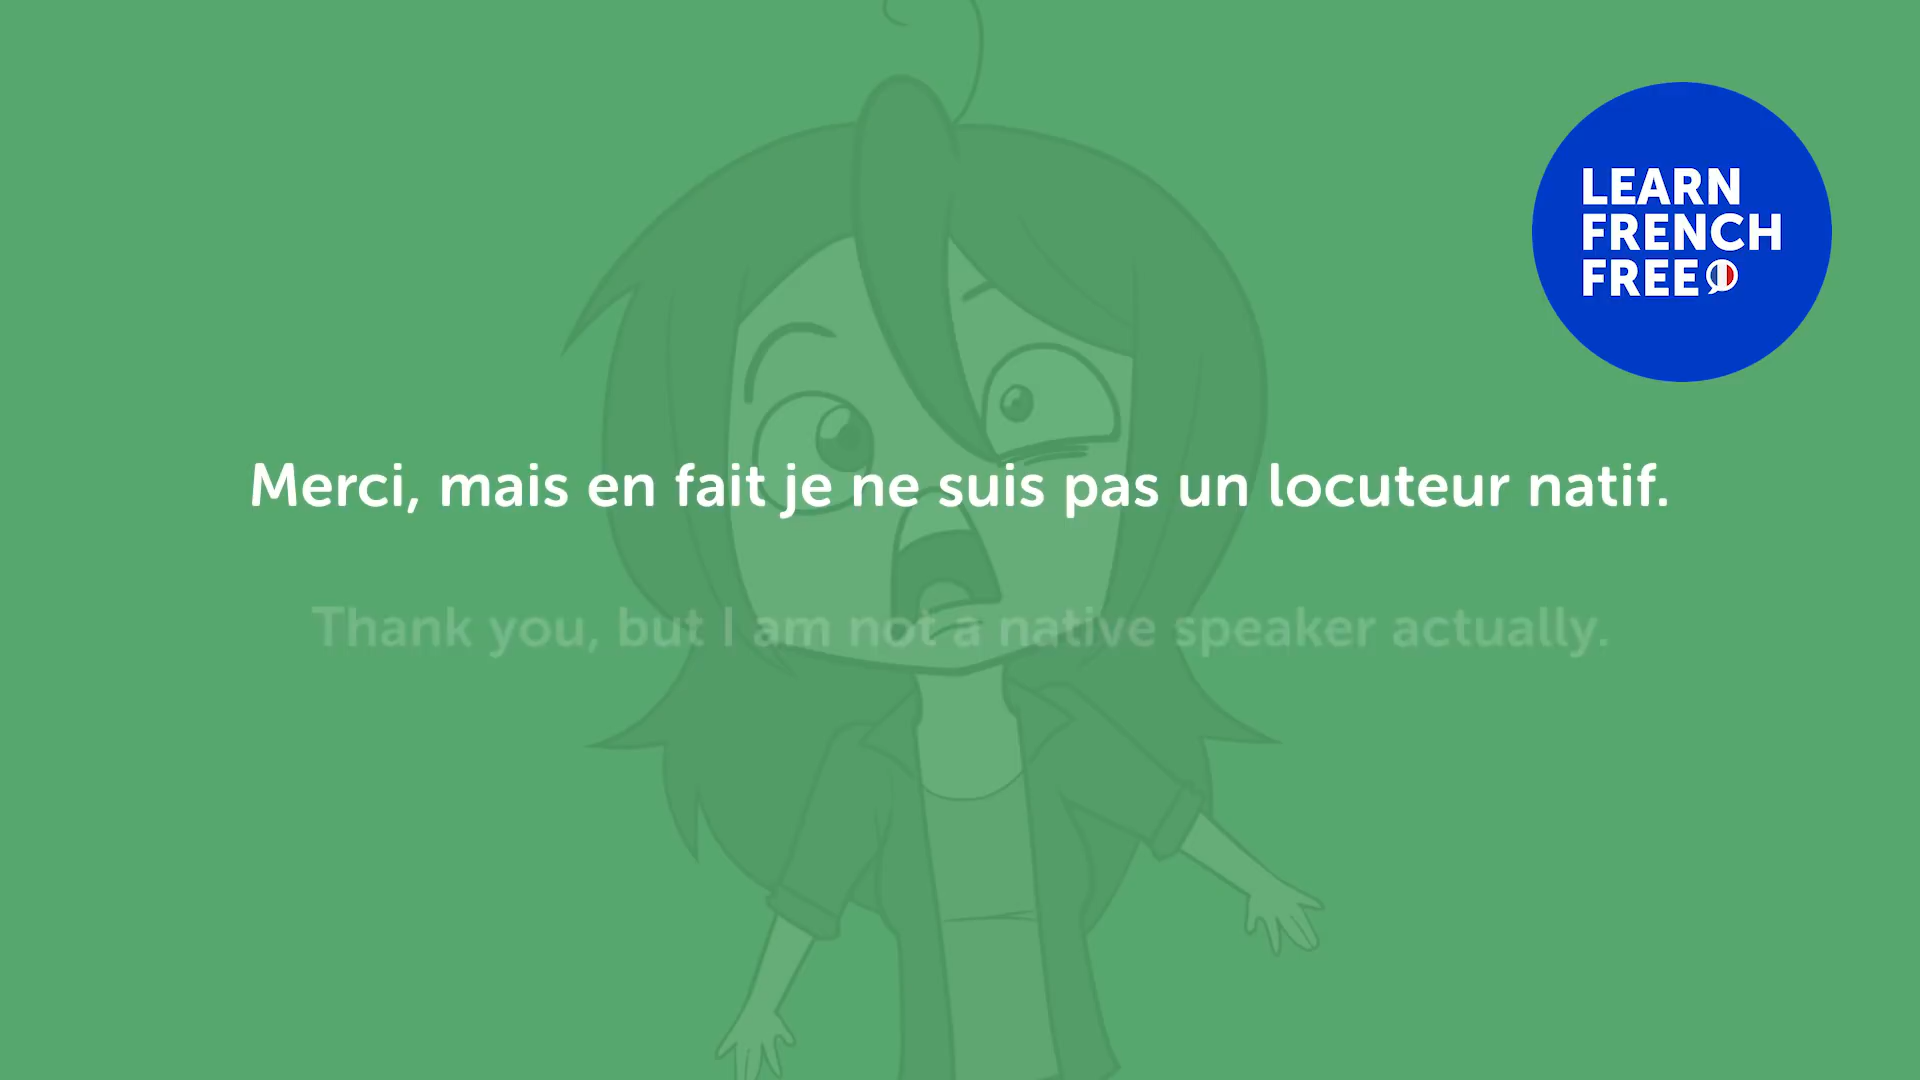 LEARN
FRENCH
FREE
Merci, mais en fait je ne suis pas un locuteur natif.
Thank you, but I am not a native speaker actually.